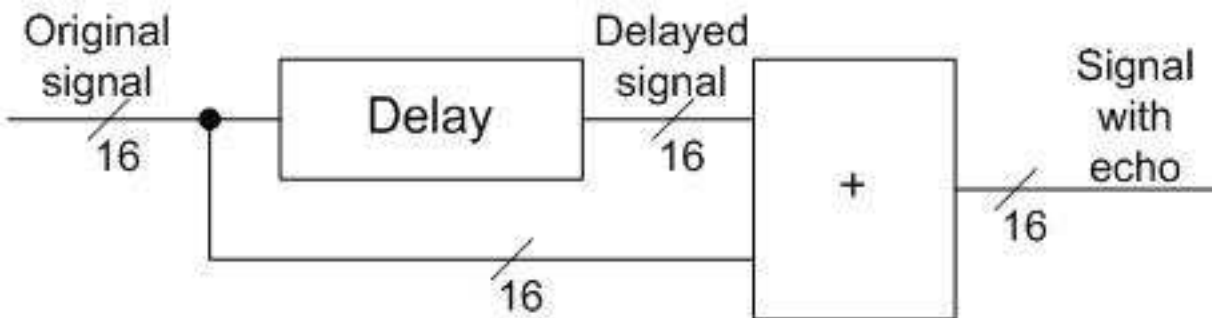 Original
signal
16
Delay
Delayed
signal
16
16
+
Signal
with
echo
16